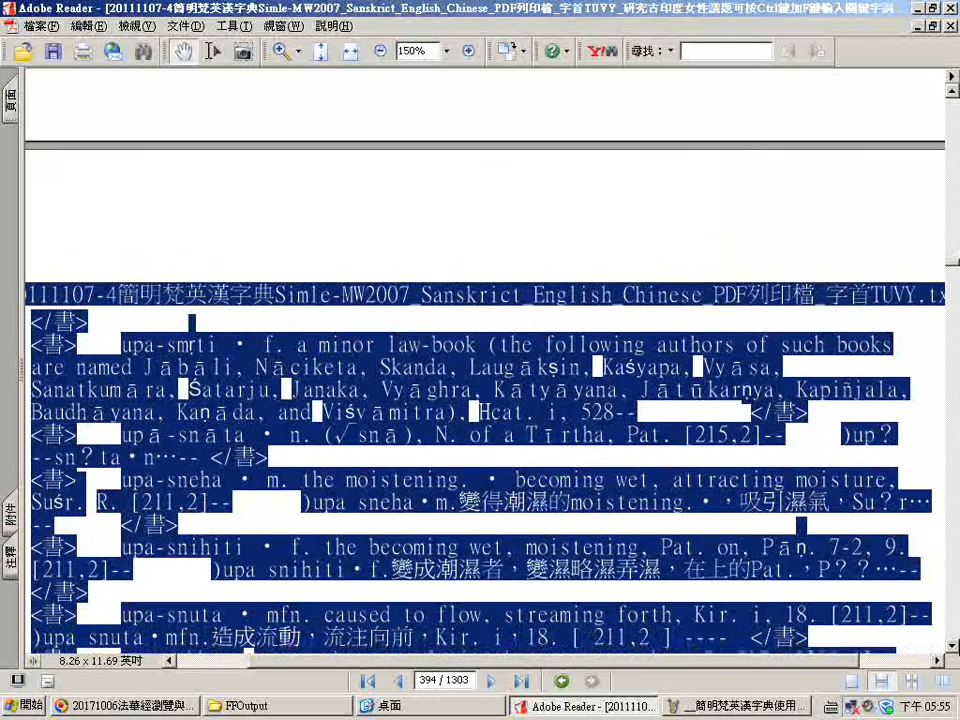 Adobe Reader - [20111107-4簡明梵英漢字典Simle-MW2007_Sanskrict_English_Chinese_PDF列印檔_字首TUVY_研究古印度女性議題可按Ctrl鍵加F鍵輸入關鍵字詞...
檔案(F) 編輯(E) 檢視(V) 文件(D) 工具(T) 視窗(W) 說明(H)
150% Y! 尋找:
頁面
0111107-4簡明梵英漢字典Simle-MW2007_Sanskrict_English_Chinese_PDF列印檔_字首TUVY.tx
</書>
<書> upa-smṛti • f. a minor law-book (the following authors of such books
are named Jābāli, Nāciketa, Skanda, Laugākṣin, Kaśyapa, Vyāsa,
Sanatkumāra, Śatarju, Janaka, Vyāghra, Kātyāyana, Jātūkarṇya, Kapiñjala,
Baudhāyana, Kaṇāda, and Viśvāmitra), Hcat. i, 528-- </書>
<書> upā-snāta • n. (√snā), N. of a Tīrtha, Pat. [215,2]-- )up?
--sn?ta•n…-- </書>
<書> upa-sneha • m. the moistening. • becoming wet, attracting moisture,
Suśr. R. [211,2]-- )upa sneha•m.變得潮濕的moistening.•,吸引濕氣,Su?r…
-- </書>
<書> upa-snihiti • f. the becoming wet, moistening, Pat. on, Pāṇ. 7-2, 9.
[211,2]-- )upa snihiti•f.變成潮濕者,變濕略濕弄濕,在上的Pat.,P??…--
</書>
<書> upa-snuta • mfn. caused to flow, streaming forth, Kir. i, 18. [211,2]--
)upa snuta•mfn.造成流動,流注向前,Kir. i,18. [ 211,2 ] ---- </書>
附件
注釋
8.26 x 11.69 英吋
394 / 1303
開始 20171006法華經瀏覽與... FFOutput 桌面 Adobe Reader - [2011110... __簡明梵英漢字典使用... 下午 05:55